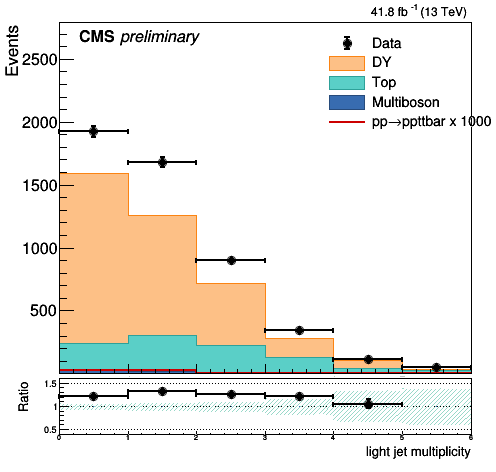 41.8 fb⁻¹ (13 TeV)
CMS preliminary
Events
2500
2000
1500
1000
500
Data
DY
Top
Multiboson
pp→ppttbar x 1000
Ratio
1.5
1
0.5
0 1 2 3 4 5 6
light jet multiplicity